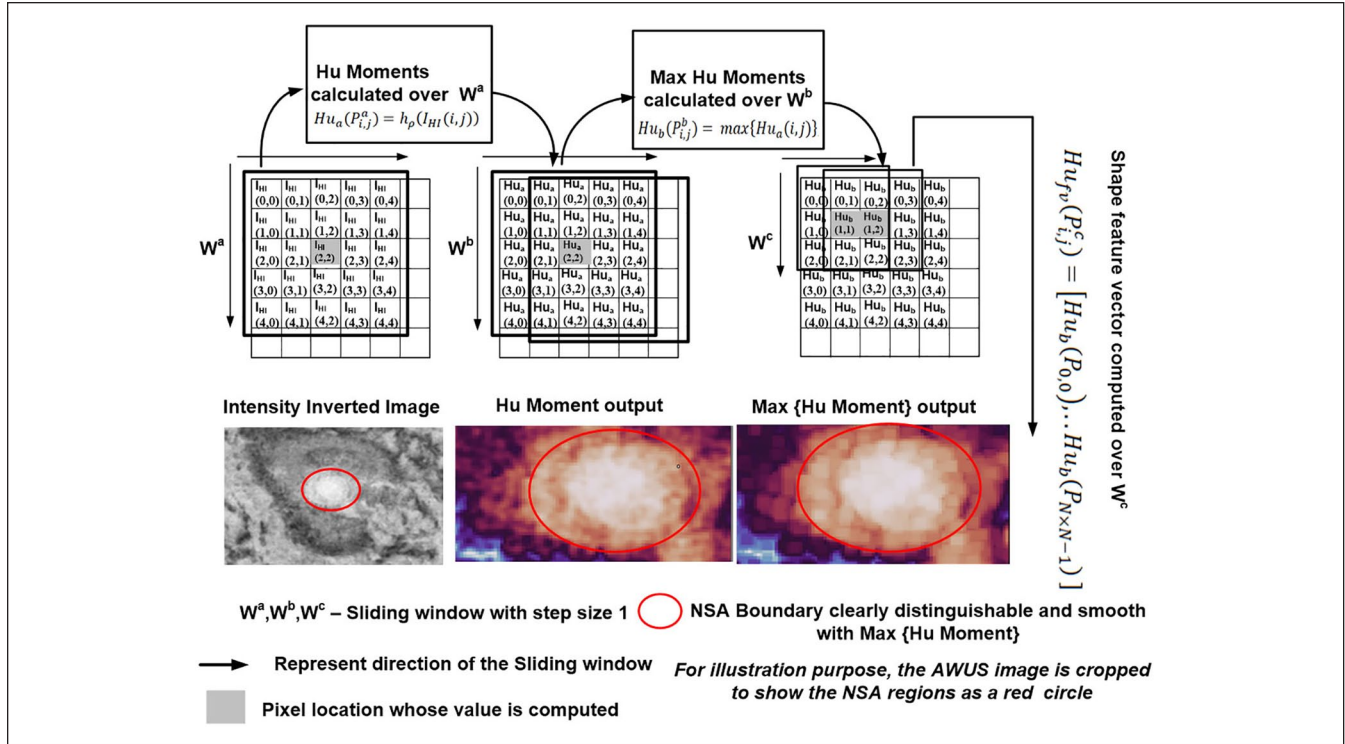 Hu Moments
calculated over W^a
Hu_a(P^a_{i,j}) = h_ρ(I_{HI}(i,j))
Max Hu Moments
calculated over W^b
Hu_b(P^b_{i,j}) = max{Hu_a(i,j)}
W^a
I_HI I_HI I_HI I_HI I_HI
(0,0) (0,1) (0,2) (0,3) (0,4)
I_HI I_HI I_HI I_HI I_HI
(1,0) (1,1) (1,2) (1,3) (1,4)
I_HI I_HI I_HI I_HI I_HI
(2,0) (2,1) (2,2) (2,3) (2,4)
I_HI I_HI I_HI I_HI I_HI
(3,0) (3,1) (3,2) (3,3) (3,4)
I_HI I_HI I_HI I_HI I_HI
(4,0) (4,1) (4,2) (4,3) (4,4)
W^b
Hu_a Hu_a Hu_a Hu_a Hu_a
(0,0) (0,1) (0,2) (0,3) (0,4)
Hu_a Hu_a Hu_a Hu_a Hu_a
(1,0) (1,1) (1,2) (1,3) (1,4)
Hu_a Hu_a Hu_a Hu_a Hu_a
(2,0) (2,1) (2,2) (2,3) (2,4)
Hu_a Hu_a Hu_a Hu_a Hu_a
(3,0) (3,1) (3,2) (3,3) (3,4)
Hu_a Hu_a Hu_a Hu_a Hu_a
(4,0) (4,1) (4,2) (4,3) (4,4)
W^c
Hu_b Hu_b Hu_b Hu_b Hu_b
(0,0) (0,1) (0,2) (0,3) (0,4)
Hu_b Hu_b Hu_b Hu_b Hu_b
(1,0) (1,1) (1,2) (1,3) (1,4)
Hu_b Hu_b Hu_b Hu_b Hu_b
(2,0) (2,1) (2,2) (2,3) (2,4)
Hu_b Hu_b Hu_b Hu_b Hu_b
(3,0) (3,1) (3,2) (3,3) (3,4)
Hu_b Hu_b Hu_b Hu_b Hu_b
(4,0) (4,1) (4,2) (4,3) (4,4)
Shape feature vector computed over W^c
Hu_{fv}(P^c_{i,j}) = [Hu_b(P_{0,0}),…Hu_b(P_{N×N−1})]
Intensity Inverted Image
Hu Moment output
Max {Hu Moment} output
W^a,W^b,W^c – Sliding window with step size 1
NSA Boundary clearly distinguishable and smooth
with Max {Hu Moment}
Represent direction of the Sliding window
For illustration purpose, the AWUS image is cropped
to show the NSA regions as a red circle
Pixel location whose value is computed